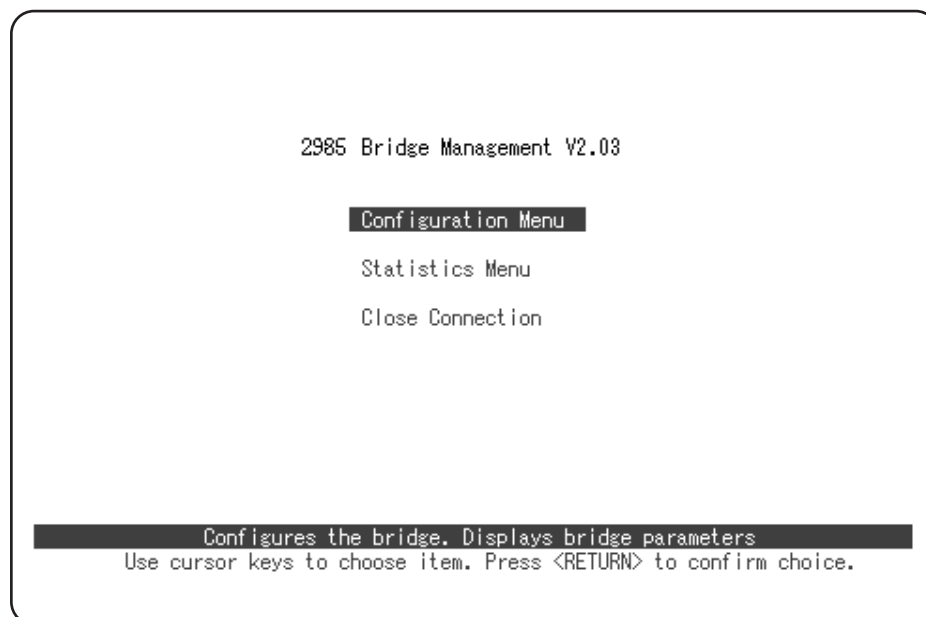 2985 Bridge Management V2.03
Configuration Menu
Statistics Menu
Close Connection
Configures the bridge. Displays bridge parameters
Use cursor keys to choose item. Press <RETURN> to confirm choice.